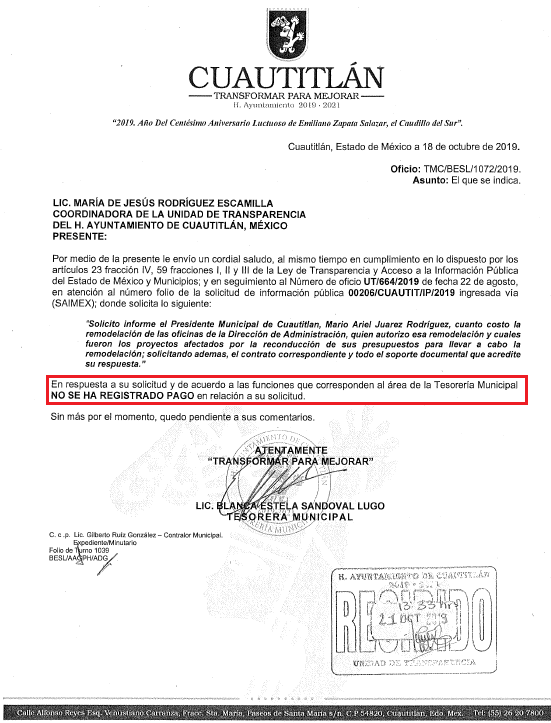 CUAUTITLÁN
TRANSFORMAR PARA MEJORAR
H. Ayuntamiento 2019 - 2021
"2019. Año Del Centésimo Aniversario Luctuoso de Emiliano Zapata Salazar, el Caudillo del Sur".
Cuautitlán, Estado de México a 18 de octubre de 2019.
Oficio: TMC/BESL/1072/2019.
Asunto: El que se indica.
LIC. MARÍA DE JESÚS RODRÍGUEZ ESCAMILLA
COORDINADORA DE LA UNIDAD DE TRANSPARENCIA
DEL H. AYUNTAMIENTO DE CUAUTITLÁN, MÉXICO
PRESENTE:
Por medio de la presente le envío un cordial saludo, al mismo tiempo en cumplimiento en lo dispuesto por los
artículos 23 fracción IV, 59 fracciones I, II y III de la Ley de Transparencia y Acceso a la Información Pública
del Estado de México y Municipios; y en seguimiento al Número de oficio UT/664/2019 de fecha 22 de agosto,
en atención al número folio de la solicitud de información pública 00206/CUAUTIT/IP/2019 ingresada vía
(SAIMEX); donde solicita lo siguiente:
"Solicito informe el Presidente Municipal de Cuautitlan, Mario Ariel Juarez Rodríguez, cuanto costo la
remodelación de las oficinas de la Dirección de Administración, quien autorizo esa remodelación y cuales
fueron los proyectos afectados por la reconducción de sus presupuestos para llevar a cabo la
remodelación; solicitando ademas, el contrato correspondiente y todo el soporte documental que acredite
su respuesta."
En respuesta a su solicitud y de acuerdo a las funciones que corresponden al área de la Tesorería Municipal
NO SE HA REGISTRADO PAGO en relación a su solicitud.
Sin más por el momento, quedo pendiente a sus comentarios.
ATENTAMENTE
"TRANSFORMAR PARA MEJORAR"
LIC. BLANCA ESTELA SANDOVAL LUGO
TESORERA MUNICIPAL
C. c .p. Lic. Gilberto Ruiz González – Contralor Municipal.
Expediente/Minutario
Folio de Turno 1039
BESL/AAGPH/ADG
H. AYUNTAMIENTO DE CUAUTITLÁN
RECIBIDO
13:33 hrs
21 OCT 2019
UNIDAD DE TRANSPARENCIA
Calle Alfonso Reyes Esq. Venustiano Carranza, Fracc. Sta. María, Paseos de Santa María s/n. C.P 54820, Cuautitlán, Edo. Méx. Tel: (55) 26 20 7800